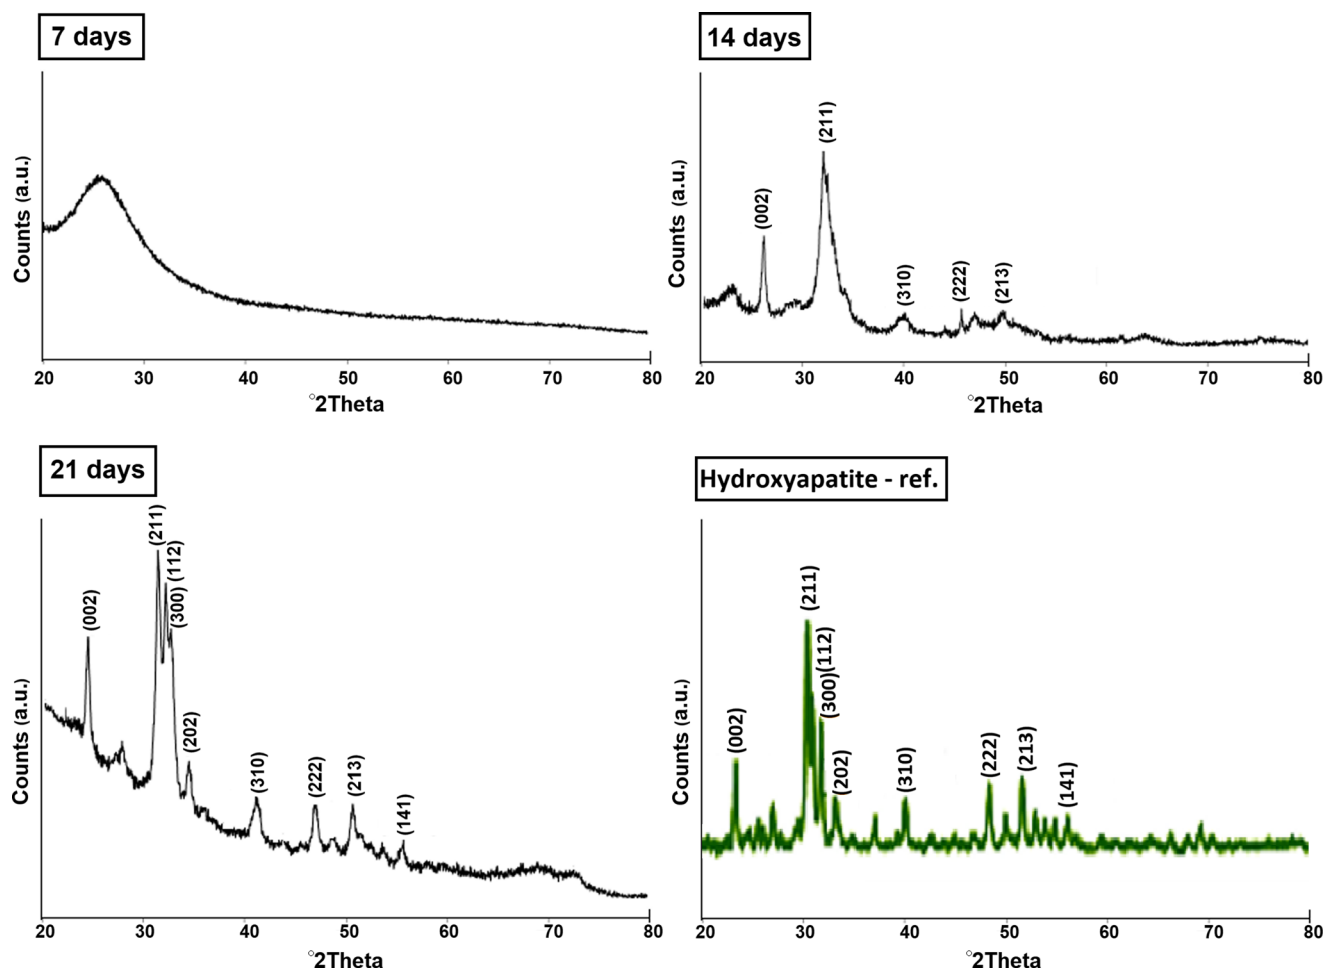 7 days
Counts (a.u.)
20 30 40 50 60 70 80
°2Theta
14 days
Counts (a.u.)
(002)
(211)
(310)
(222)
(213)
20 30 40 50 60 70 80
°2Theta
21 days
Counts (a.u.)
(002)
(211)
(112)
(300)
(202)
(310)
(222)
(213)
(141)
20 30 40 50 60 70 80
°2Theta
Hydroxyapatite - ref.
Counts (a.u.)
(002)
(211)
(112)
(300)
(202)
(310)
(222)
(213)
(141)
20 30 40 50 60 70 80
°2Theta